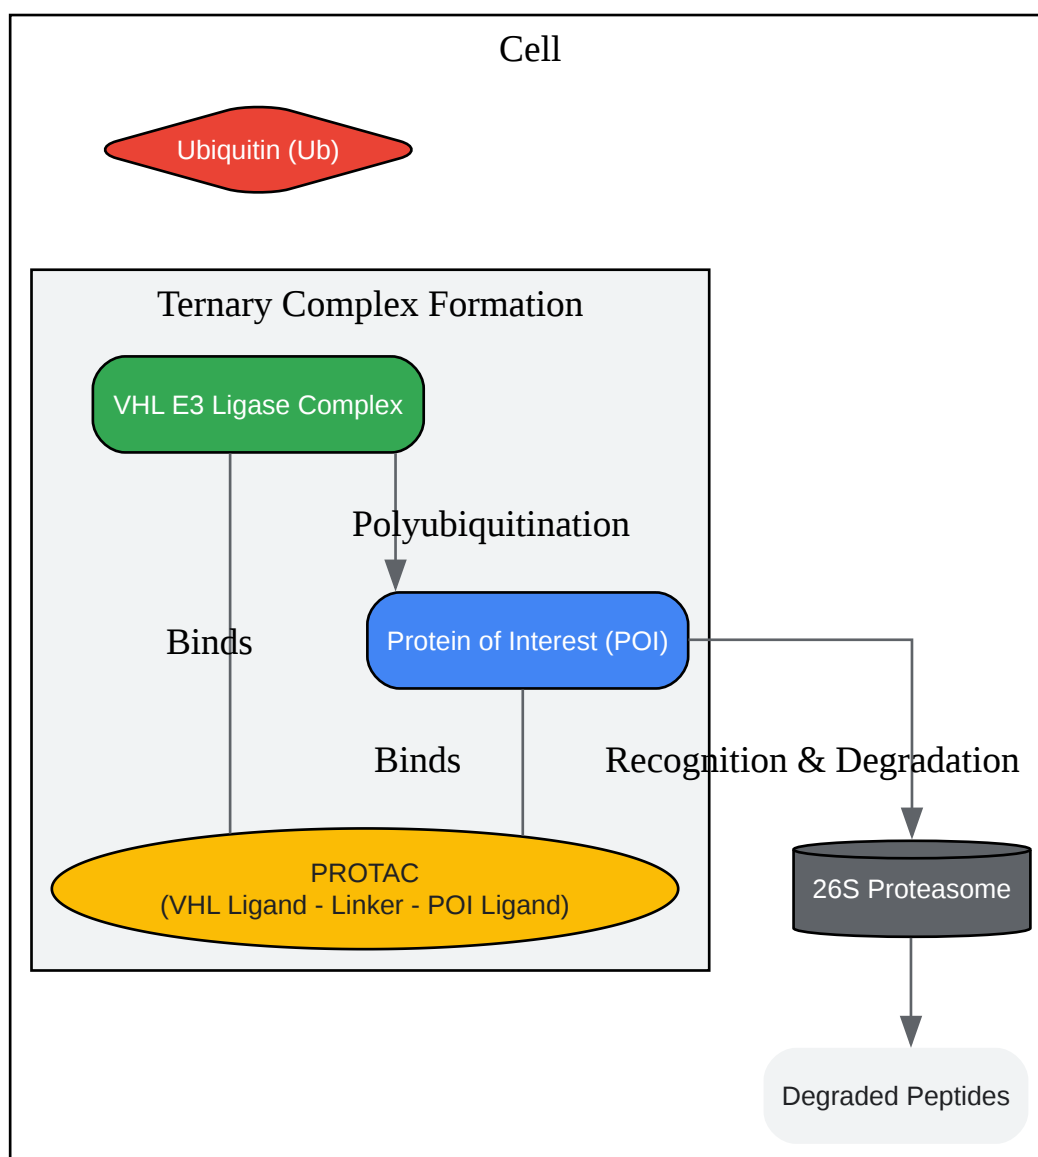 Cell
Ubiquitin (Ub)
Ternary Complex Formation
VHL E3 Ligase Complex
Polyubiquitination
Binds
Protein of Interest (POI)
Binds
Recognition & Degradation
PROTAC
(VHL Ligand - Linker - POI Ligand)
26S Proteasome
Degraded Peptides